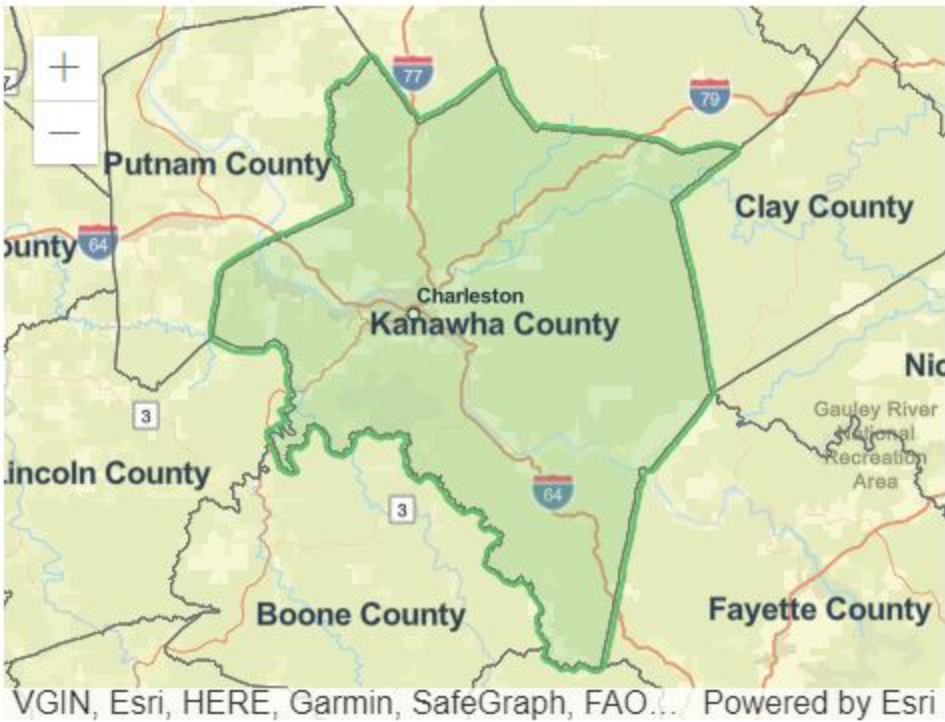 +
77
79
7
−
Putnam County
Clay County
ounty
64
Charleston
Kanawha County
Nic
3
Gauley River
National
Recreation
Area
incoln County
64
3
Boone County
Fayette County
VGIN, Esri, HERE, Garmin, SafeGraph, FAO... Powered by Esri